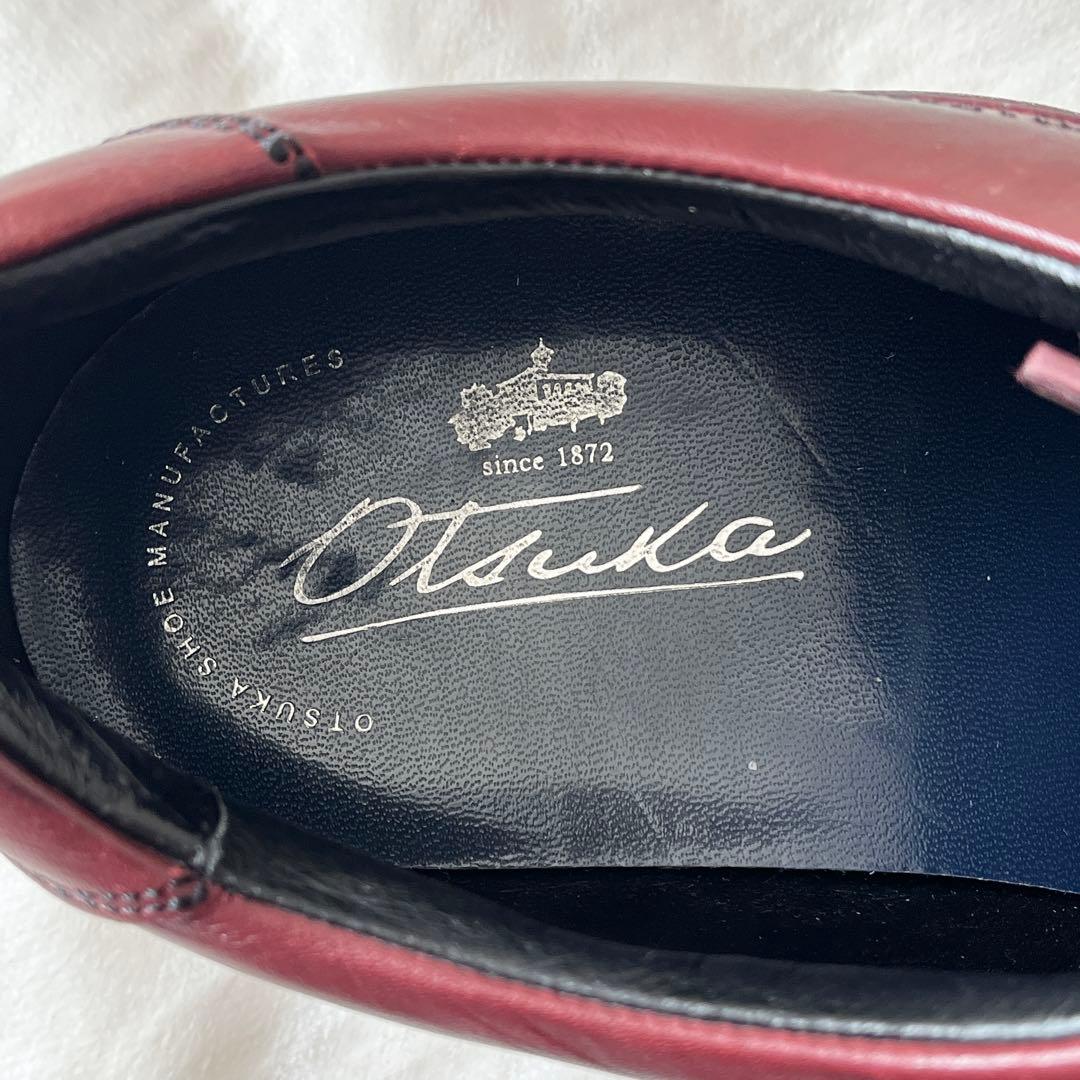 since 1872
Otsuka
OTSUKA SHOE MANUFACTURES